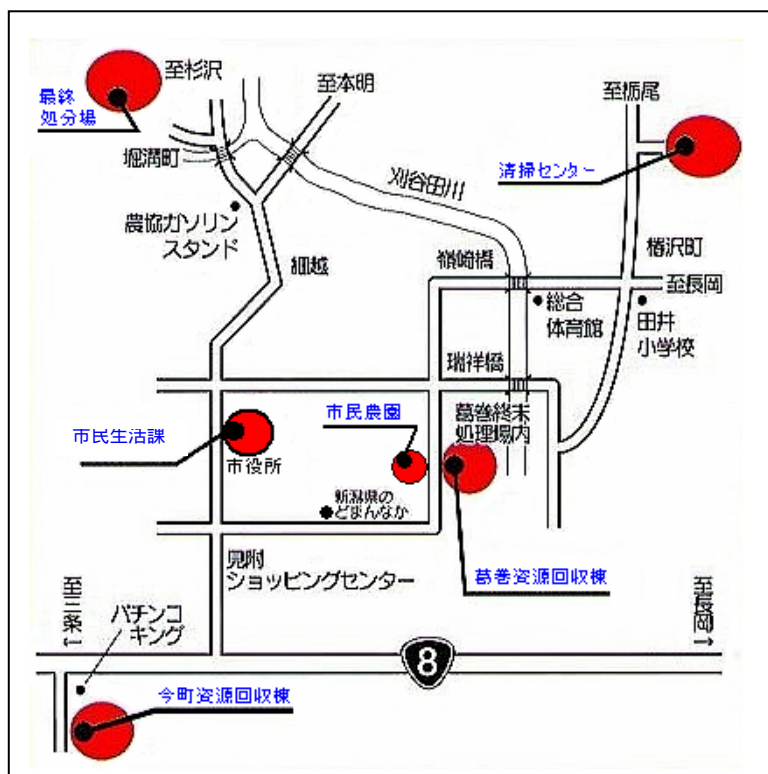 最終
処分場
至杉沢
至本明
至栃尾
堀溝町
刈谷田川
清掃センター
農協ガソリン
スタンド
細越
椿沢町
嶺崎橋
至長岡
総合
体育館
田井
小学校
瑞祥橋
市民生活課
市役所
市民農園
葛巻終末
処理場内
新潟県の
どまんなか
見附
ショッピングセンター
葛巻資源回収棟
至三条↓
至長岡↓
パチンコ
キング
8
今町資源回収棟